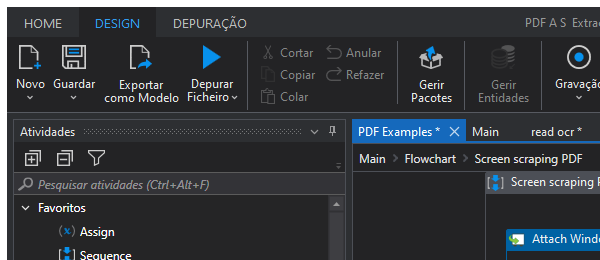 HOME DESIGN DEPURAÇÃO PDF A S Extrac
Novo
Guardar
Exportar
como Modelo
Depurar
Ficheiro
Cortar
Copiar
Colar
Anular
Refazer
Gerir
Pacotes
Gerir
Entidades
Gravação
Atividades
Pesquisar atividades (Ctrl+Alt+F)
Favoritos
Assign
Sequence
PDF Examples * Main read ocr *
Main Flowchart Screen scraping PDF
Screen scraping P
Attach Wind